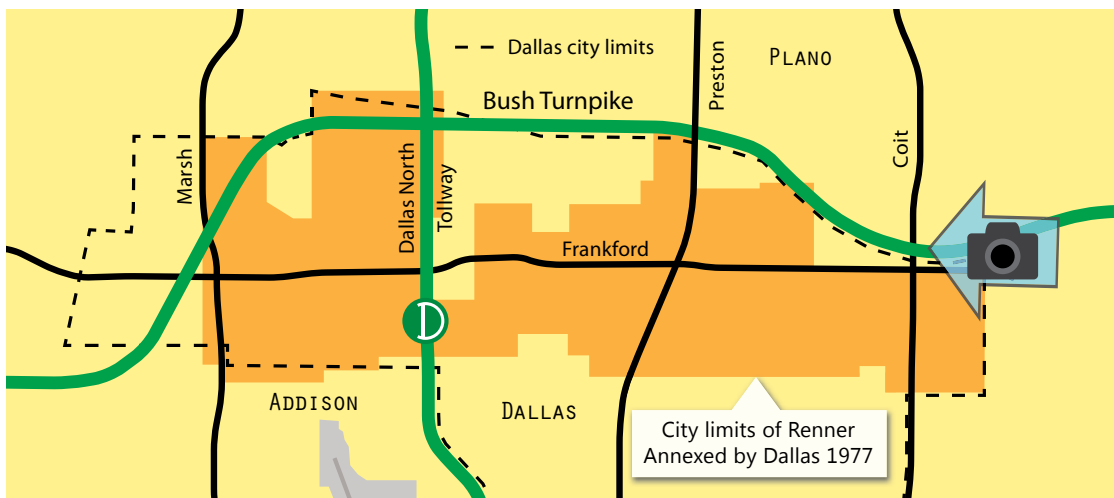 Dallas city limits
PLANO
Bush Turnpike
Preston
Marsh
Dallas North
Tollway
Coit
Frankford
D
ADDISON
DALLAS
City limits of Renner
Annexed by Dallas 1977